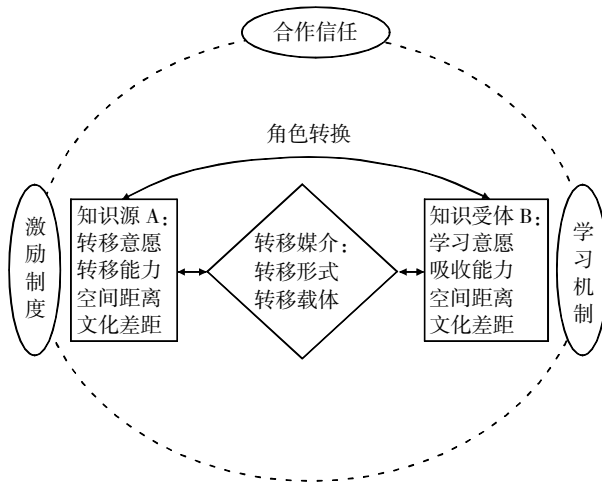 合作信任
角色转换
激励制度
知识源 A:
转移意愿
转移能力
空间距离
文化差距
转移媒介:
转移形式
转移载体
知识受体 B:
学习意愿
吸收能力
空间距离
文化差距
学习机制